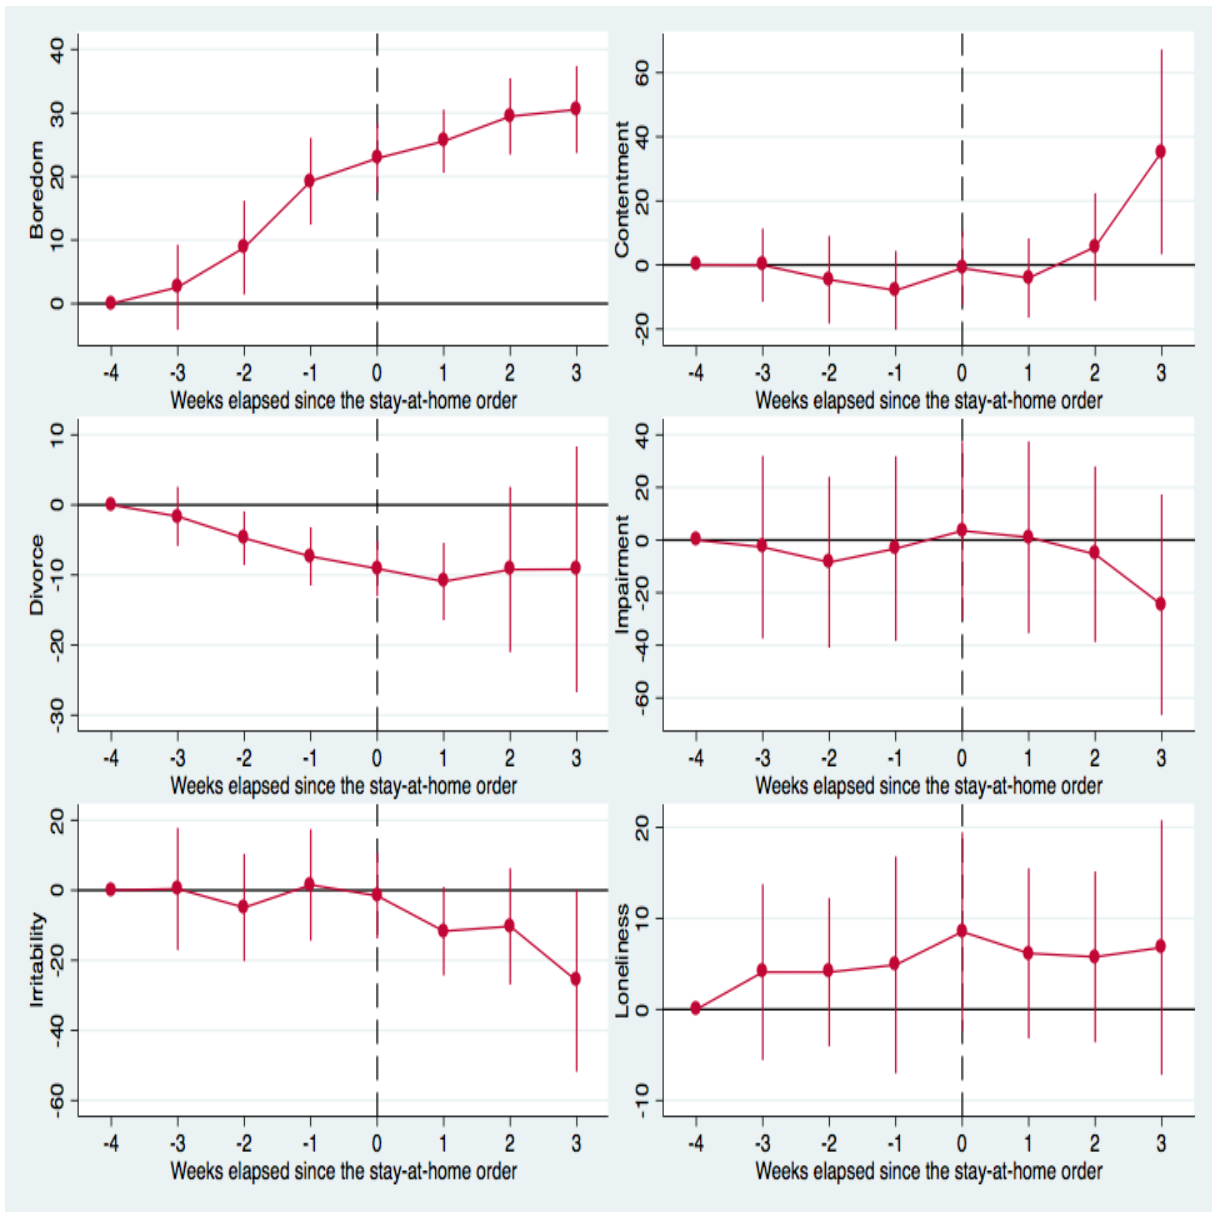 Boredom
40
30
20
10
0
-4 -3 -2 -1 0 1 2 3
Weeks elapsed since the stay-at-home order
Contentment
60
40
20
0
-20
-4 -3 -2 -1 0 1 2 3
Weeks elapsed since the stay-at-home order
Divorce
10
0
-10
-20
-30
-4 -3 -2 -1 0 1 2 3
Weeks elapsed since the stay-at-home order
Impairment
40
20
0
-20
-40
-60
-4 -3 -2 -1 0 1 2 3
Weeks elapsed since the stay-at-home order
Irritability
20
0
-20
-40
-60
-4 -3 -2 -1 0 1 2 3
Weeks elapsed since the stay-at-home order
Loneliness
20
10
0
-10
-4 -3 -2 -1 0 1 2 3
Weeks elapsed since the stay-at-home order